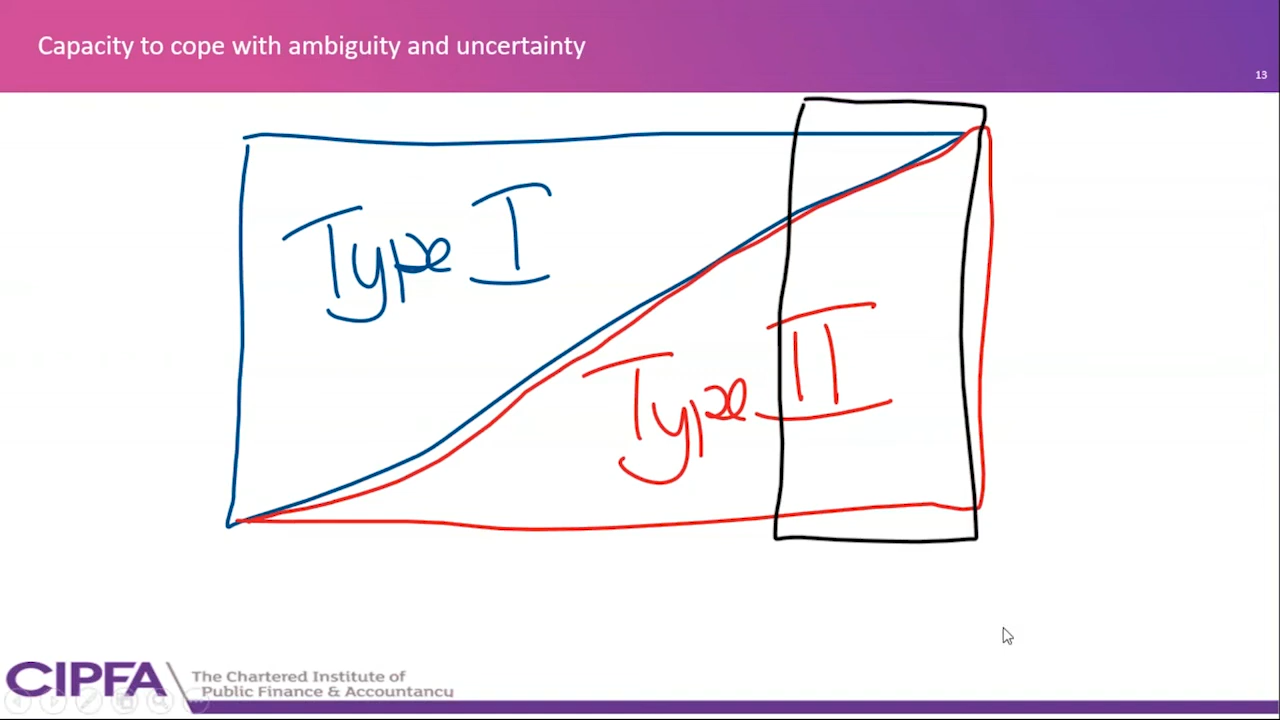 Capacity to cope with ambiguity and uncertainty
13
Type I
Type II
CIPFA
The Chartered Institute of
Public Finance & Accountancy